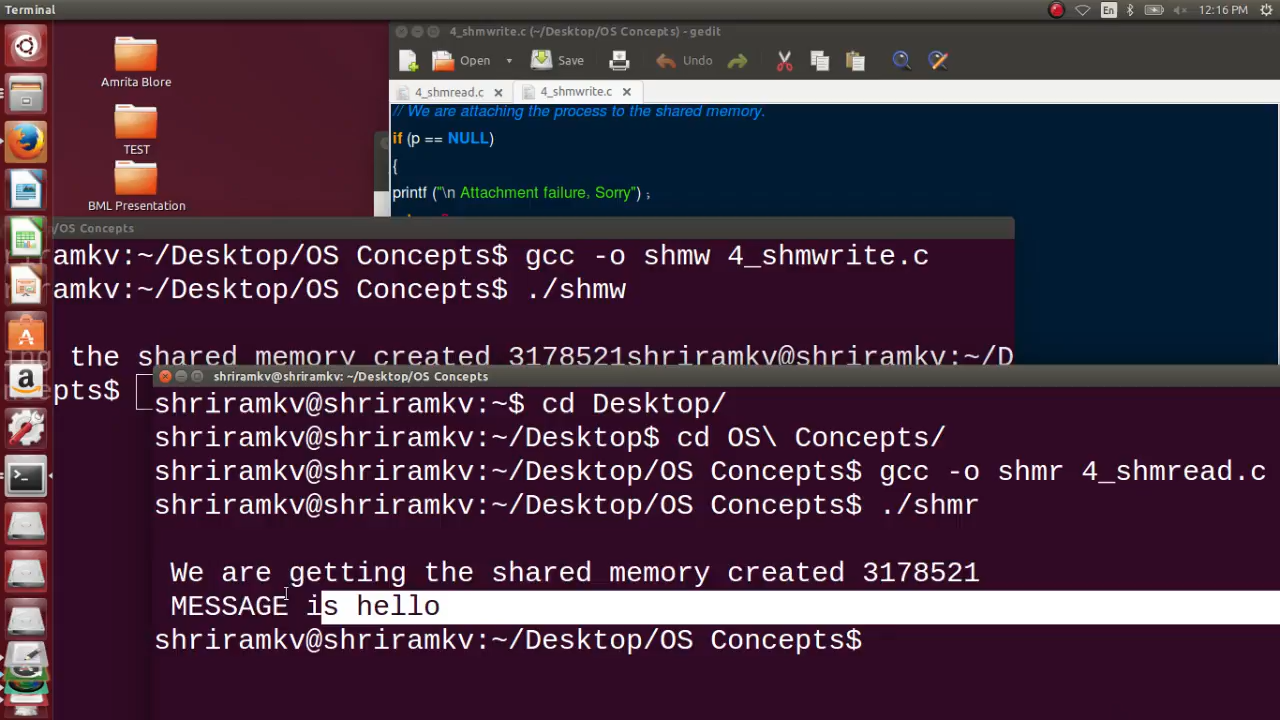 Terminal
En
12:16 PM
Amrita Blore
TEST
BML Presentation
4_shmwrite.c (~/Desktop/OS Concepts) - gedit
Open
Save
Undo
4_shmread.c
4_shmwrite.c
// We are attaching the process to the shared memory.
if (p == NULL)
{
printf ("\n Attachment failure, Sorry") ;
/OS Concepts
iramkv:~/Desktop/OS Concepts$ gcc -o shmw 4_shmwrite.c
ramkv:~/Desktop/OS Concepts$ ./shmw
ing the shared memory created 3178521shriramkv@shriramkv:~/D
cepts$
shriramkv@shriramkv: ~/Desktop/OS Concepts
shriramkv@shriramkv:~$ cd Desktop/
shriramkv@shriramkv:~/Desktop$ cd OS\ Concepts/
shriramkv@shriramkv:~/Desktop/OS Concepts$ gcc -o shmr 4_shmread.c
shriramkv@shriramkv:~/Desktop/OS Concepts$ ./shmr
We are getting the shared memory created 3178521
MESSAGE is hello
shriramkv@shriramkv:~/Desktop/OS Concepts$